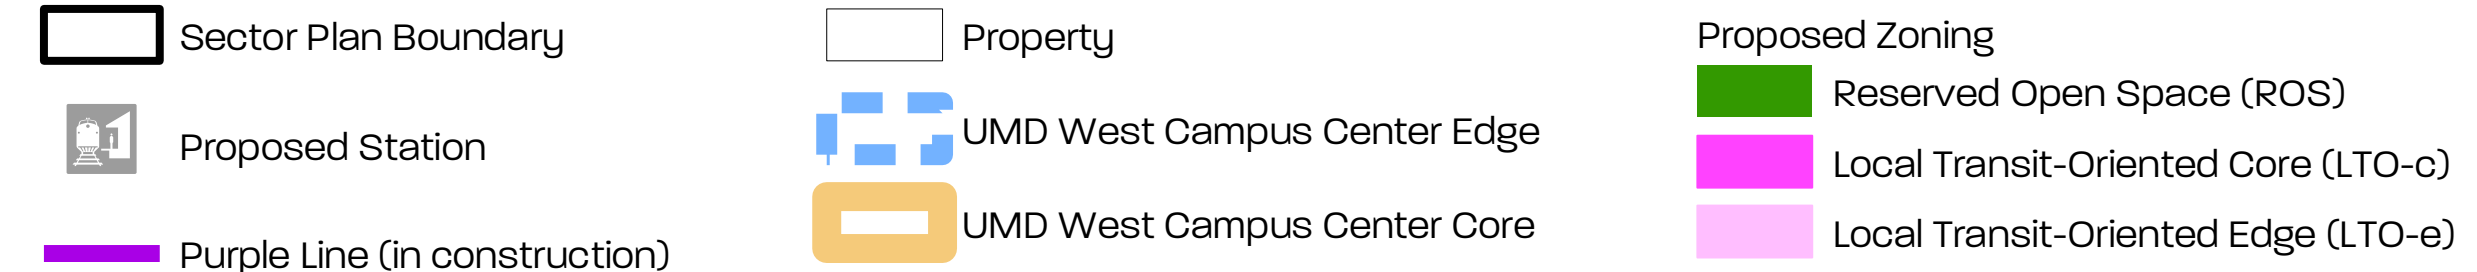 Sector Plan Boundary
Proposed Station
Purple Line (in construction)
Property
UMD West Campus Center Edge
UMD West Campus Center Core
Proposed Zoning
Reserved Open Space (ROS)
Local Transit-Oriented Core (LTO-c)
Local Transit-Oriented Edge (LTO-e)